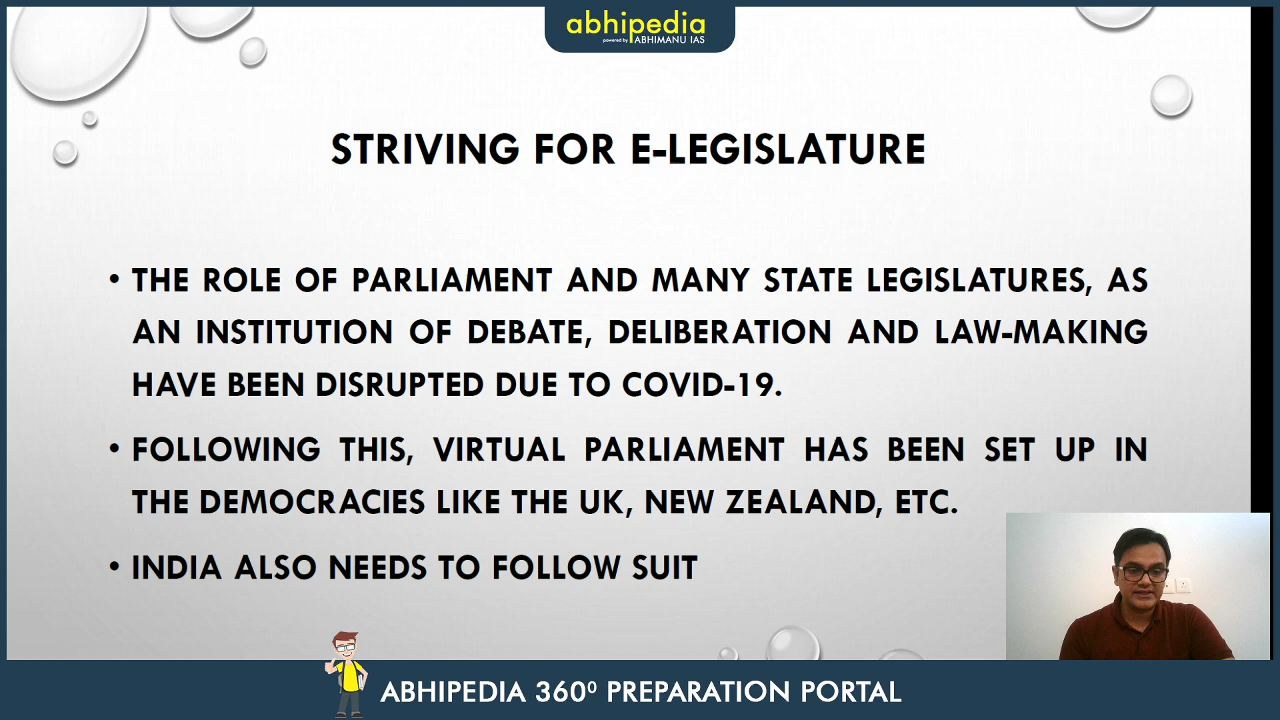 abhipedia
powered by ABHIMANU IAS
STRIVING FOR E-LEGISLATURE
• THE ROLE OF PARLIAMENT AND MANY STATE LEGISLATURES, AS
AN INSTITUTION OF DEBATE, DELIBERATION AND LAW-MAKING
HAVE BEEN DISRUPTED DUE TO COVID-19.
• FOLLOWING THIS, VIRTUAL PARLIAMENT HAS BEEN SET UP IN
THE DEMOCRACIES LIKE THE UK, NEW ZEALAND, ETC.
• INDIA ALSO NEEDS TO FOLLOW SUIT
ABHIPEDIA 360⁰ PREPARATION PORTAL